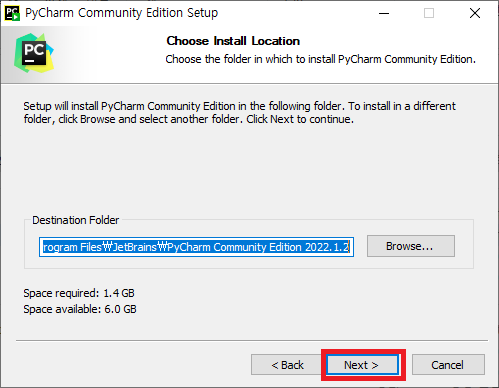 PyCharm Community Edition Setup
PC
Choose Install Location
Choose the folder in which to install PyCharm Community Edition.
Setup will install PyCharm Community Edition in the following folder. To install in a different
folder, click Browse and select another folder. Click Next to continue.
Destination Folder
rogram Files₩JetBrains₩PyCharm Community Edition 2022.1.2
Browse...
Space required: 1.4 GB
Space available: 6.0 GB
< Back
Next >
Cancel